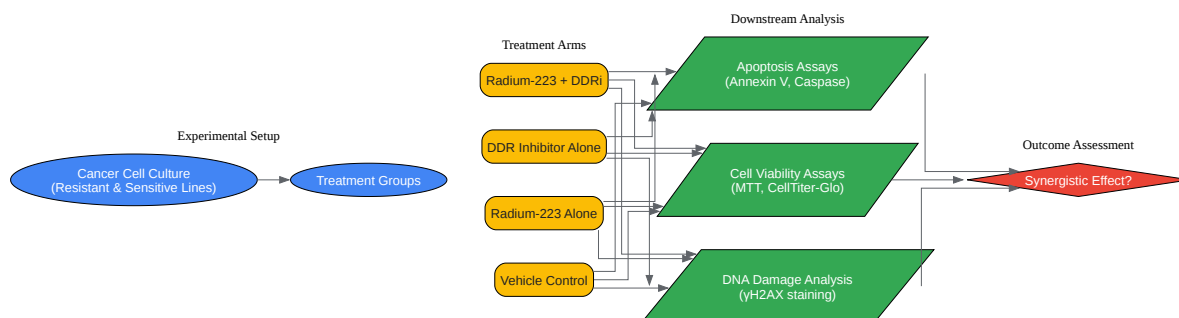 Experimental Setup
Cancer Cell Culture
(Resistant & Sensitive Lines)
Treatment Groups
Treatment Arms
Radium-223 + DDRi
DDR Inhibitor Alone
Radium-223 Alone
Vehicle Control
Downstream Analysis
Apoptosis Assays
(Annexin V, Caspase)
Cell Viability Assays
(MTT, CellTiter-Glo)
DNA Damage Analysis
(γH2AX staining)
Outcome Assessment
Synergistic Effect?